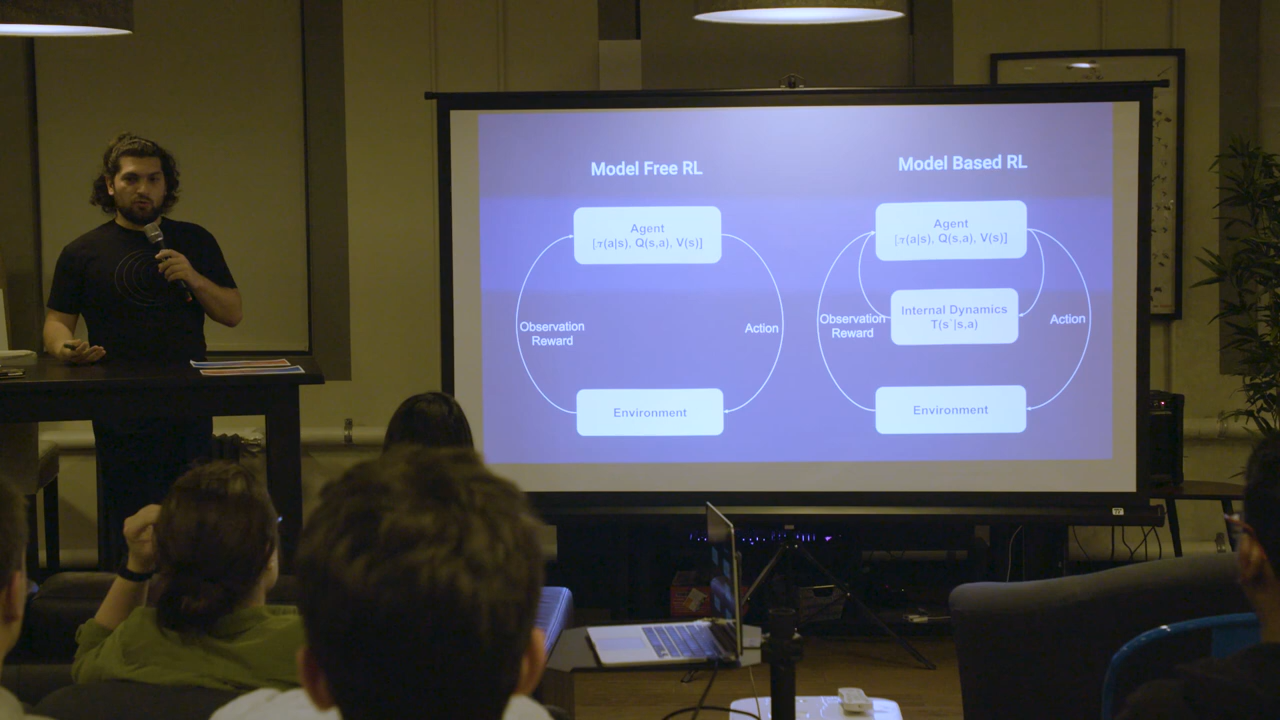 Model Free RL
Agent
[π(a|s), Q(s,a), V(s)]
Observation
Reward
Action
Environment
Model Based RL
Agent
[π(a|s), Q(s,a), V(s)]
Internal Dynamics
T(s`|s,a)
Observation
Reward
Action
Environment